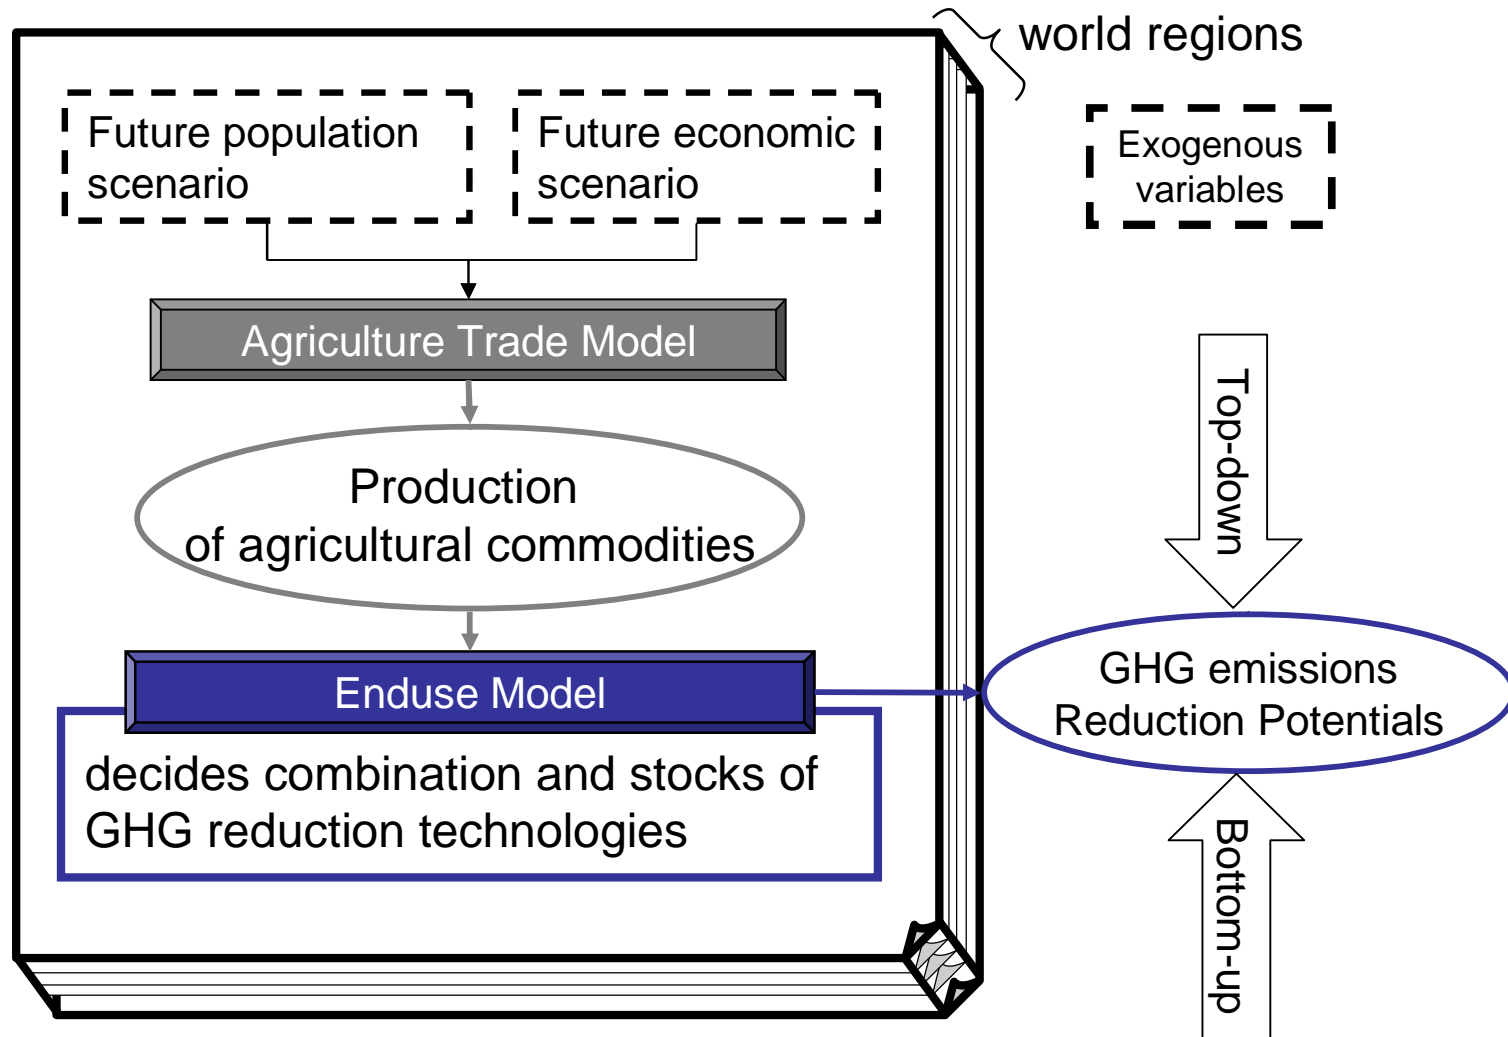 world regions
Future population
scenario
Future economic
scenario
Exogenous
variables
Agriculture Trade Model
Top-down
Production
of agricultural commodities
Enduse Model
GHG emissions
Reduction Potentials
decides combination and stocks of
GHG reduction technologies
Bottom-up